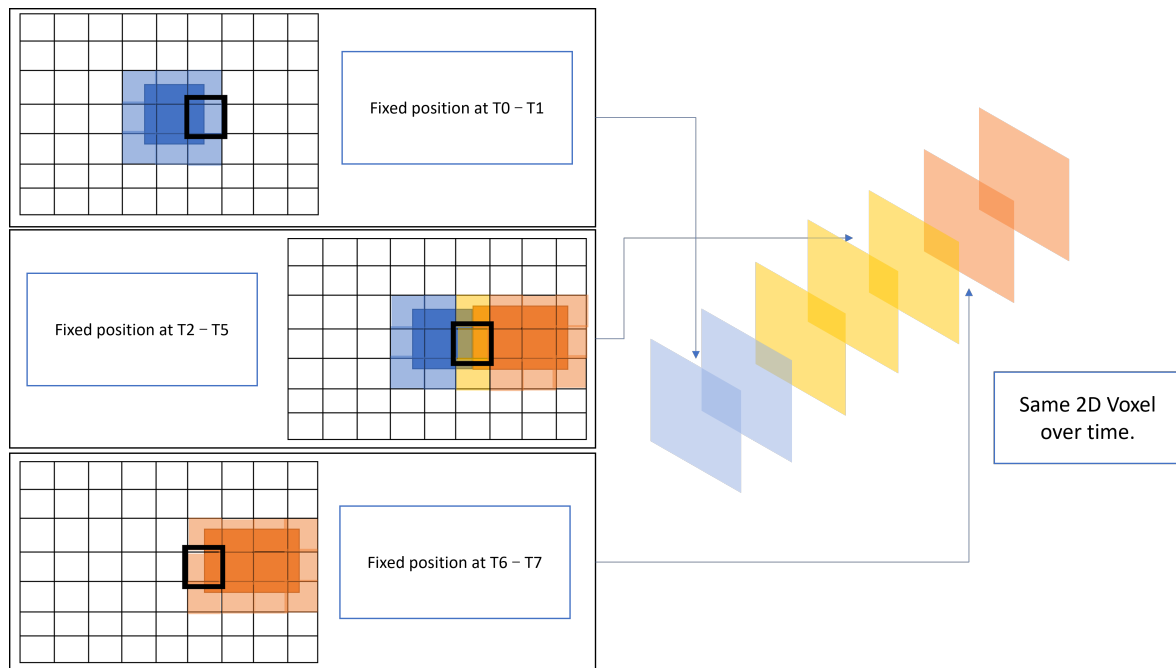 Fixed position at T0 – T1
Fixed position at T2 – T5
Fixed position at T6 – T7
Same 2D Voxel
over time.